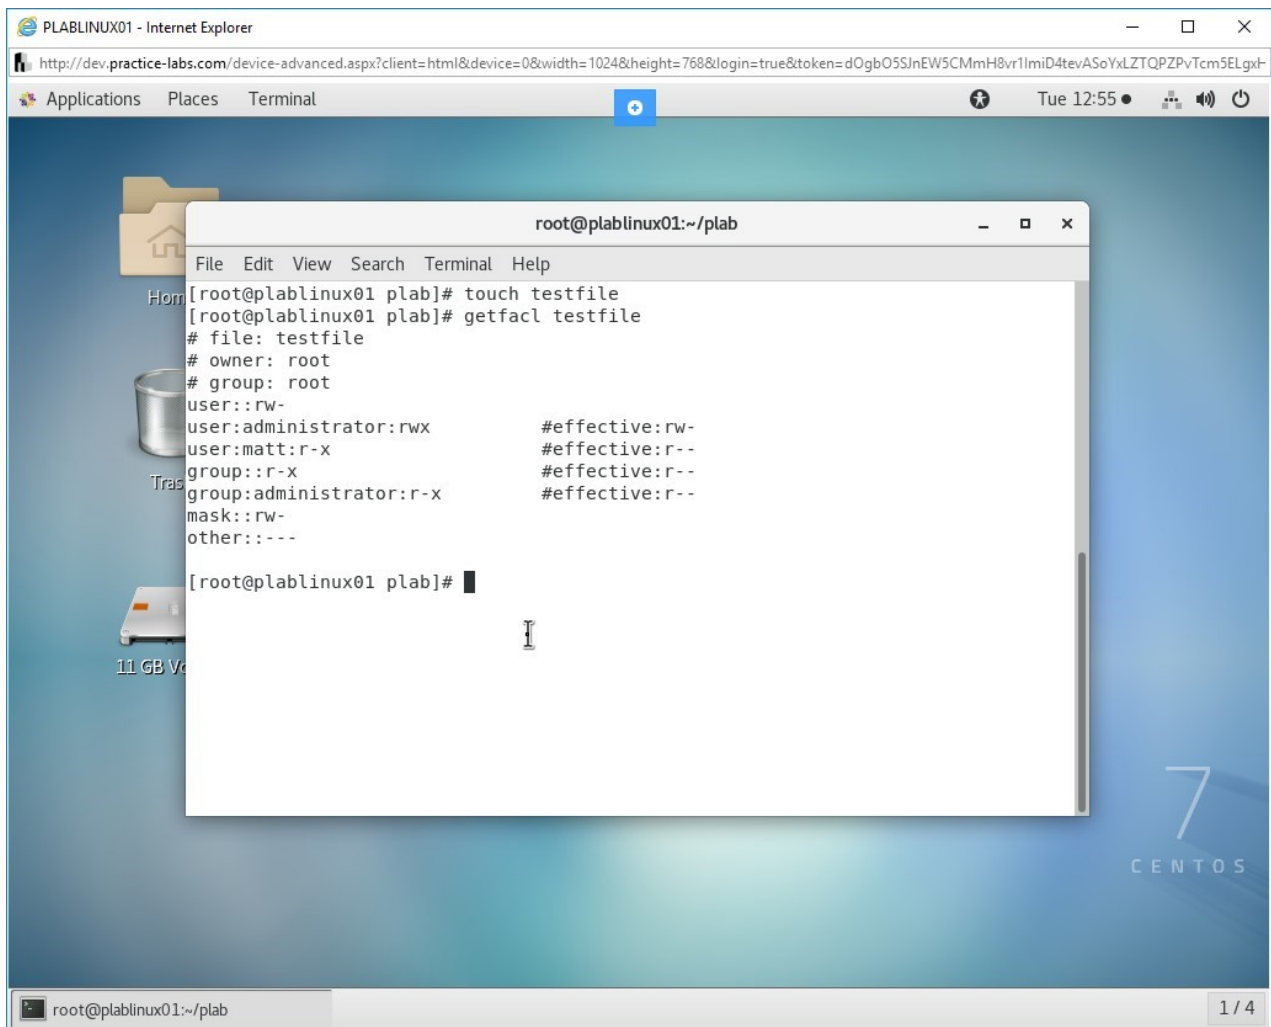 PLABLINUX01 - Internet Explorer
http://dev.practice-labs.com/device-advanced.aspx?client=html&device=0&width=1024&height=768&login=true&token=dOgbO5SJnEW5CMmH8vr1ImiD4tevASoYxLZTQPZPvTcm5ELgxH
Applications Places Terminal Tue 12:55
root@plablinux01:~/plab
File Edit View Search Terminal Help
Hom
[root@plablinux01 plab]# touch testfile
[root@plablinux01 plab]# getfacl testfile
# file: testfile
# owner: root
# group: root
user::rw-
user:administrator:rwx #effective:rw-
user:matt:r-x #effective:r--
group::r-x #effective:r--
Tras
group:administrator:r-x #effective:r--
mask::rw-
other::---
[root@plablinux01 plab]#
11 GB Vo
7
CENTOS
root@plablinux01:~/plab
1 / 4